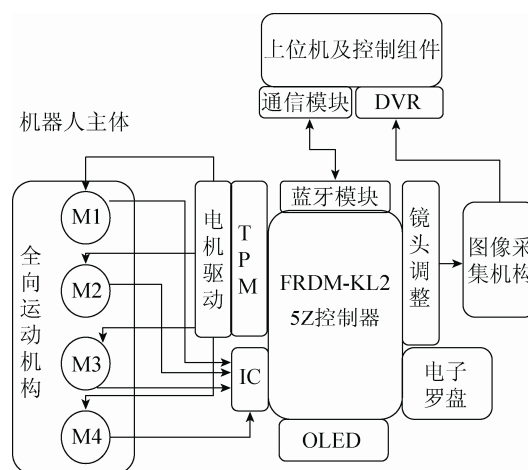 上位机及控制组件
通信模块
DVR
机器人主体
蓝牙模块
全向运动机构
M1
M2
M3
M4
电机驱动
TPM
IC
FRDM-KL2
5Z控制器
镜头调整
图像采
集机构
电子
罗盘
OLED